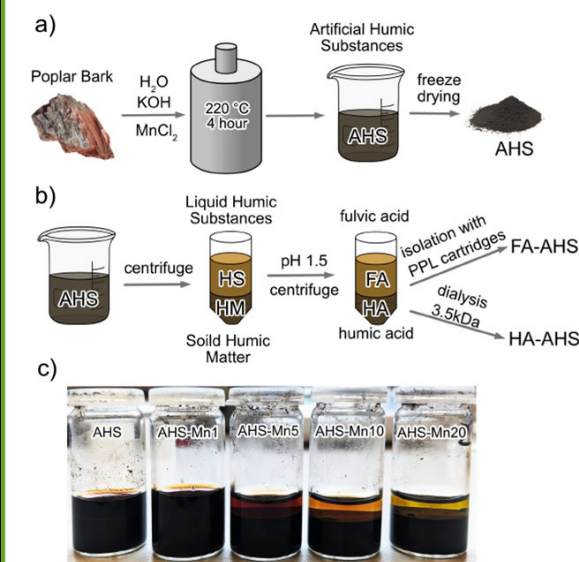 a)
Artificial Humic
Substances
Poplar Bark
H₂O
KOH
MnCl₂
220 °C
4 hour
AHS
freeze
drying
AHS
b)
Liquid Humic
Substances
fulvic acid
isolation with
PPL cartridges
FA-AHS
AHS
centrifuge
HS
HM
pH 1.5
centrifuge
FA
HA
dialysis
3.5kDa
HA-AHS
Soild Humic
Matter
humic acid
c)
AHS
AHS-Mn1
AHS-Mn5
AHS-Mn10
AHS-Mn20